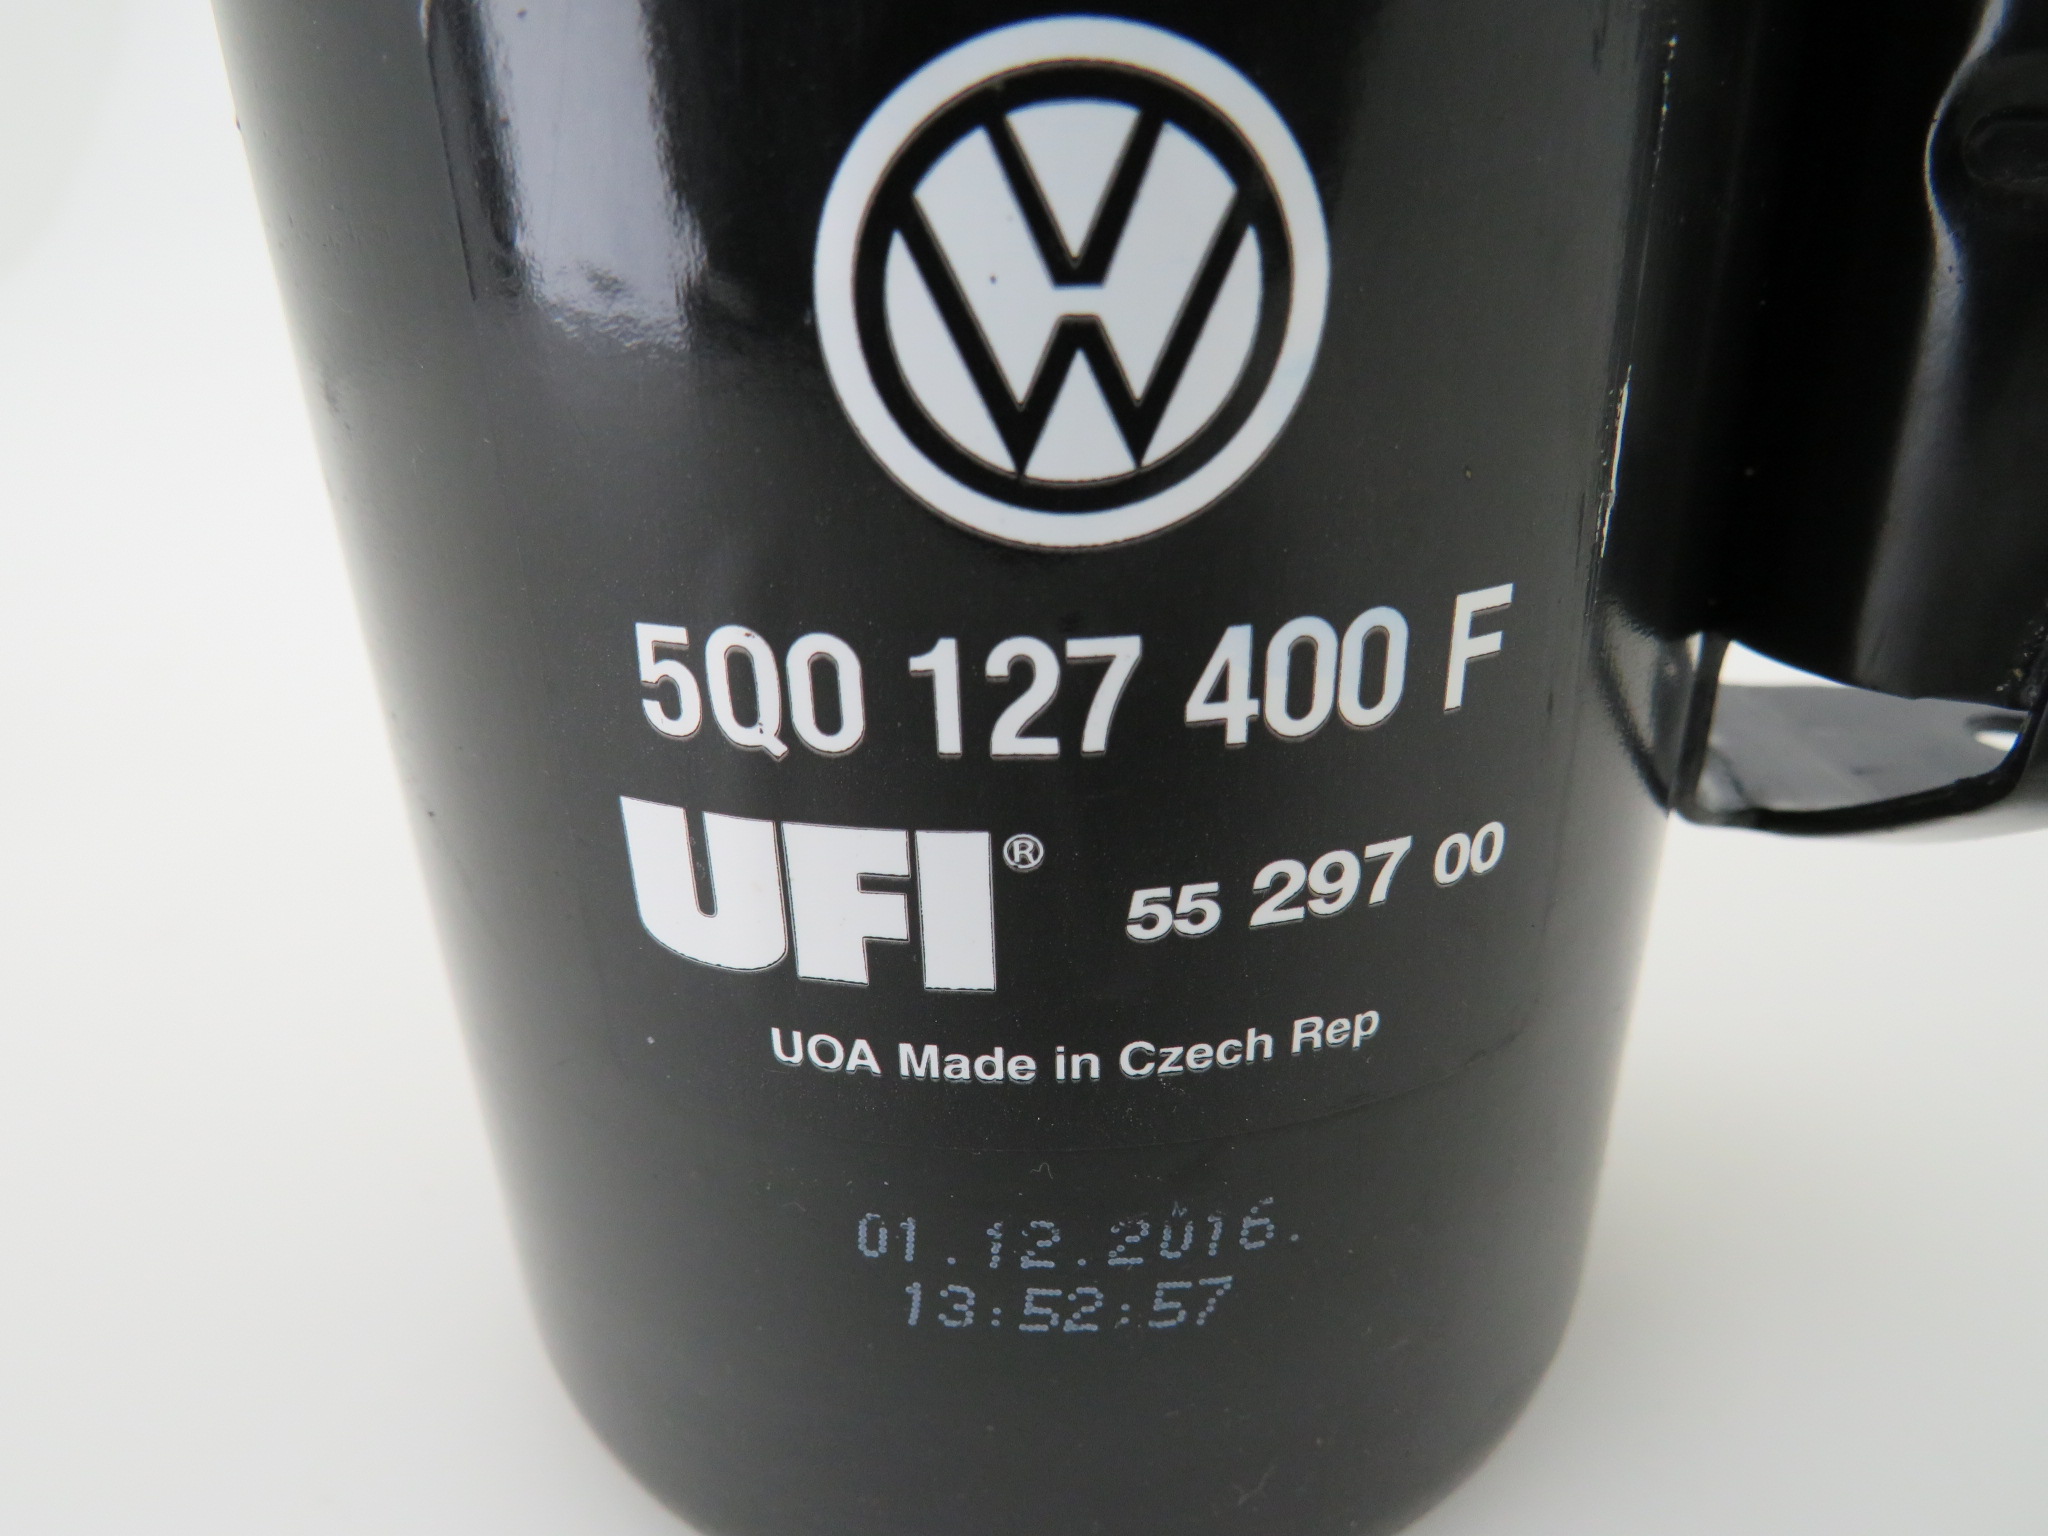 5Q0 127 400 F
UFI® 55 297 00
UOA Made in Czech Rep
01.12.2016.
13:52:57